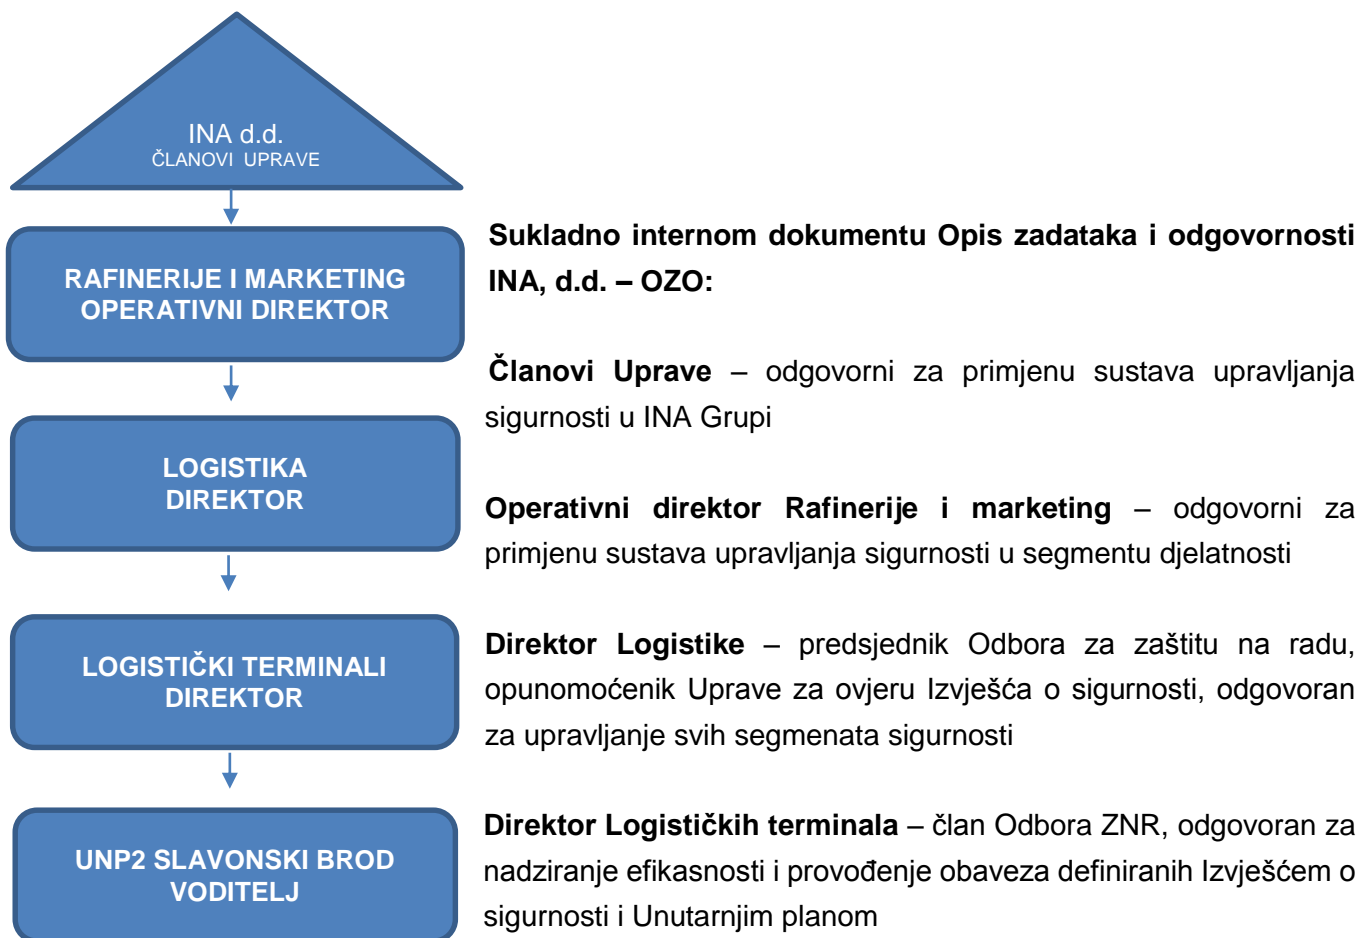 INA d.d.
ČLANOVI UPRAVE
RAFINERIJE I MARKETING
OPERATIVNI DIREKTOR
LOGISTIKA
DIREKTOR
LOGISTIČKI TERMINALI
DIREKTOR
UNP2 SLAVONSKI BROD
VODITELJ
Sukladno internom dokumentu Opis zadataka i odgovornosti
INA, d.d. – OZO:
Članovi Uprave – odgovorni za primjenu sustava upravljanja
sigurnosti u INA Grupi
Operativni direktor Rafinerije i marketing – odgovorni za
primjenu sustava upravljanja sigurnosti u segmentu djelatnosti
Direktor Logistike – predsjednik Odbora za zaštitu na radu,
opunomoćenik Uprave za ovjeru Izvješća o sigurnosti, odgovoran
za upravljanje svih segmenata sigurnosti
Direktor Logističkih terminala – član Odbora ZNR, odgovoran za
nadziranje efikasnosti i provođenje obaveza definiranih Izvješćem o
sigurnosti i Unutarnjim planom